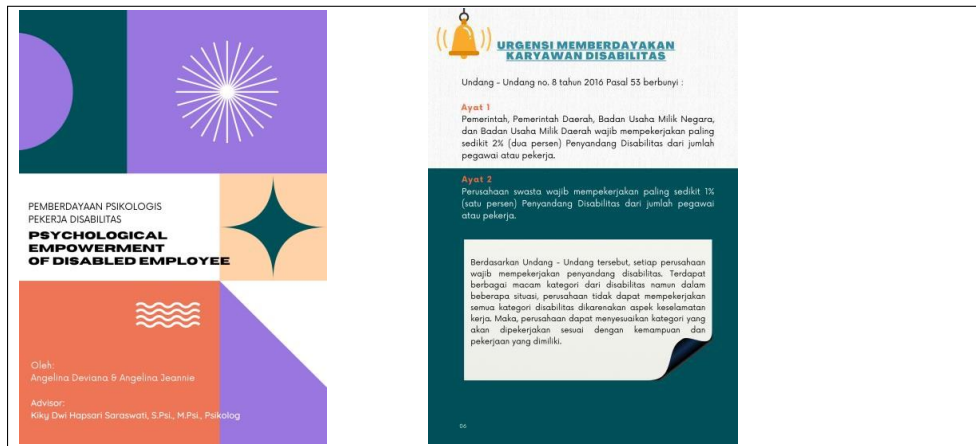 PEMBERDAYAAN PSIKOLOGIS
PEKERJA DISABILITAS
PSYCHOLOGICAL
EMPOWERMENT
OF DISABLED EMPLOYEE
Oleh:
Angelina Deviana & Angelina Jeannie
Advisor:
Kiky Dwi Hapsari Saraswati, S.Psi., M.Psi., Psikolog
URGENSI MEMBERDAYAKAN
KARYAWAN DISABILITAS
Undang - Undang no. 8 tahun 2016 Pasal 53 berbunyi :
Ayat 1
Pemerintah, Pemerintah Daerah, Badan Usaha Milik Negara,
dan Badan Usaha Milik Daerah wajib mempekerjakan paling
sedikit 2% (dua persen) Penyandang Disabilitas dari jumlah
pegawai atau pekerja.
Ayat 2
Perusahaan swasta wajib mempekerjakan paling sedikit 1%
(satu persen) Penyandang Disabilitas dari jumlah pegawai
atau pekerja.
Berdasarkan Undang - Undang tersebut, setiap perusahaan
wajib mempekerjakan penyandang disabilitas. Terdapat
berbagai macam kategori dari disabilitas namun dalam
beberapa situasi, perusahaan tidak dapat mempekerjakan
semua kategori disabilitas dikarenakan aspek keselamatan
kerja. Maka, perusahaan dapat menyesuaikan kategori yang
akan dipekerjakan sesuai dengan kemampuan dan
pekerjaan yang dimiliki.